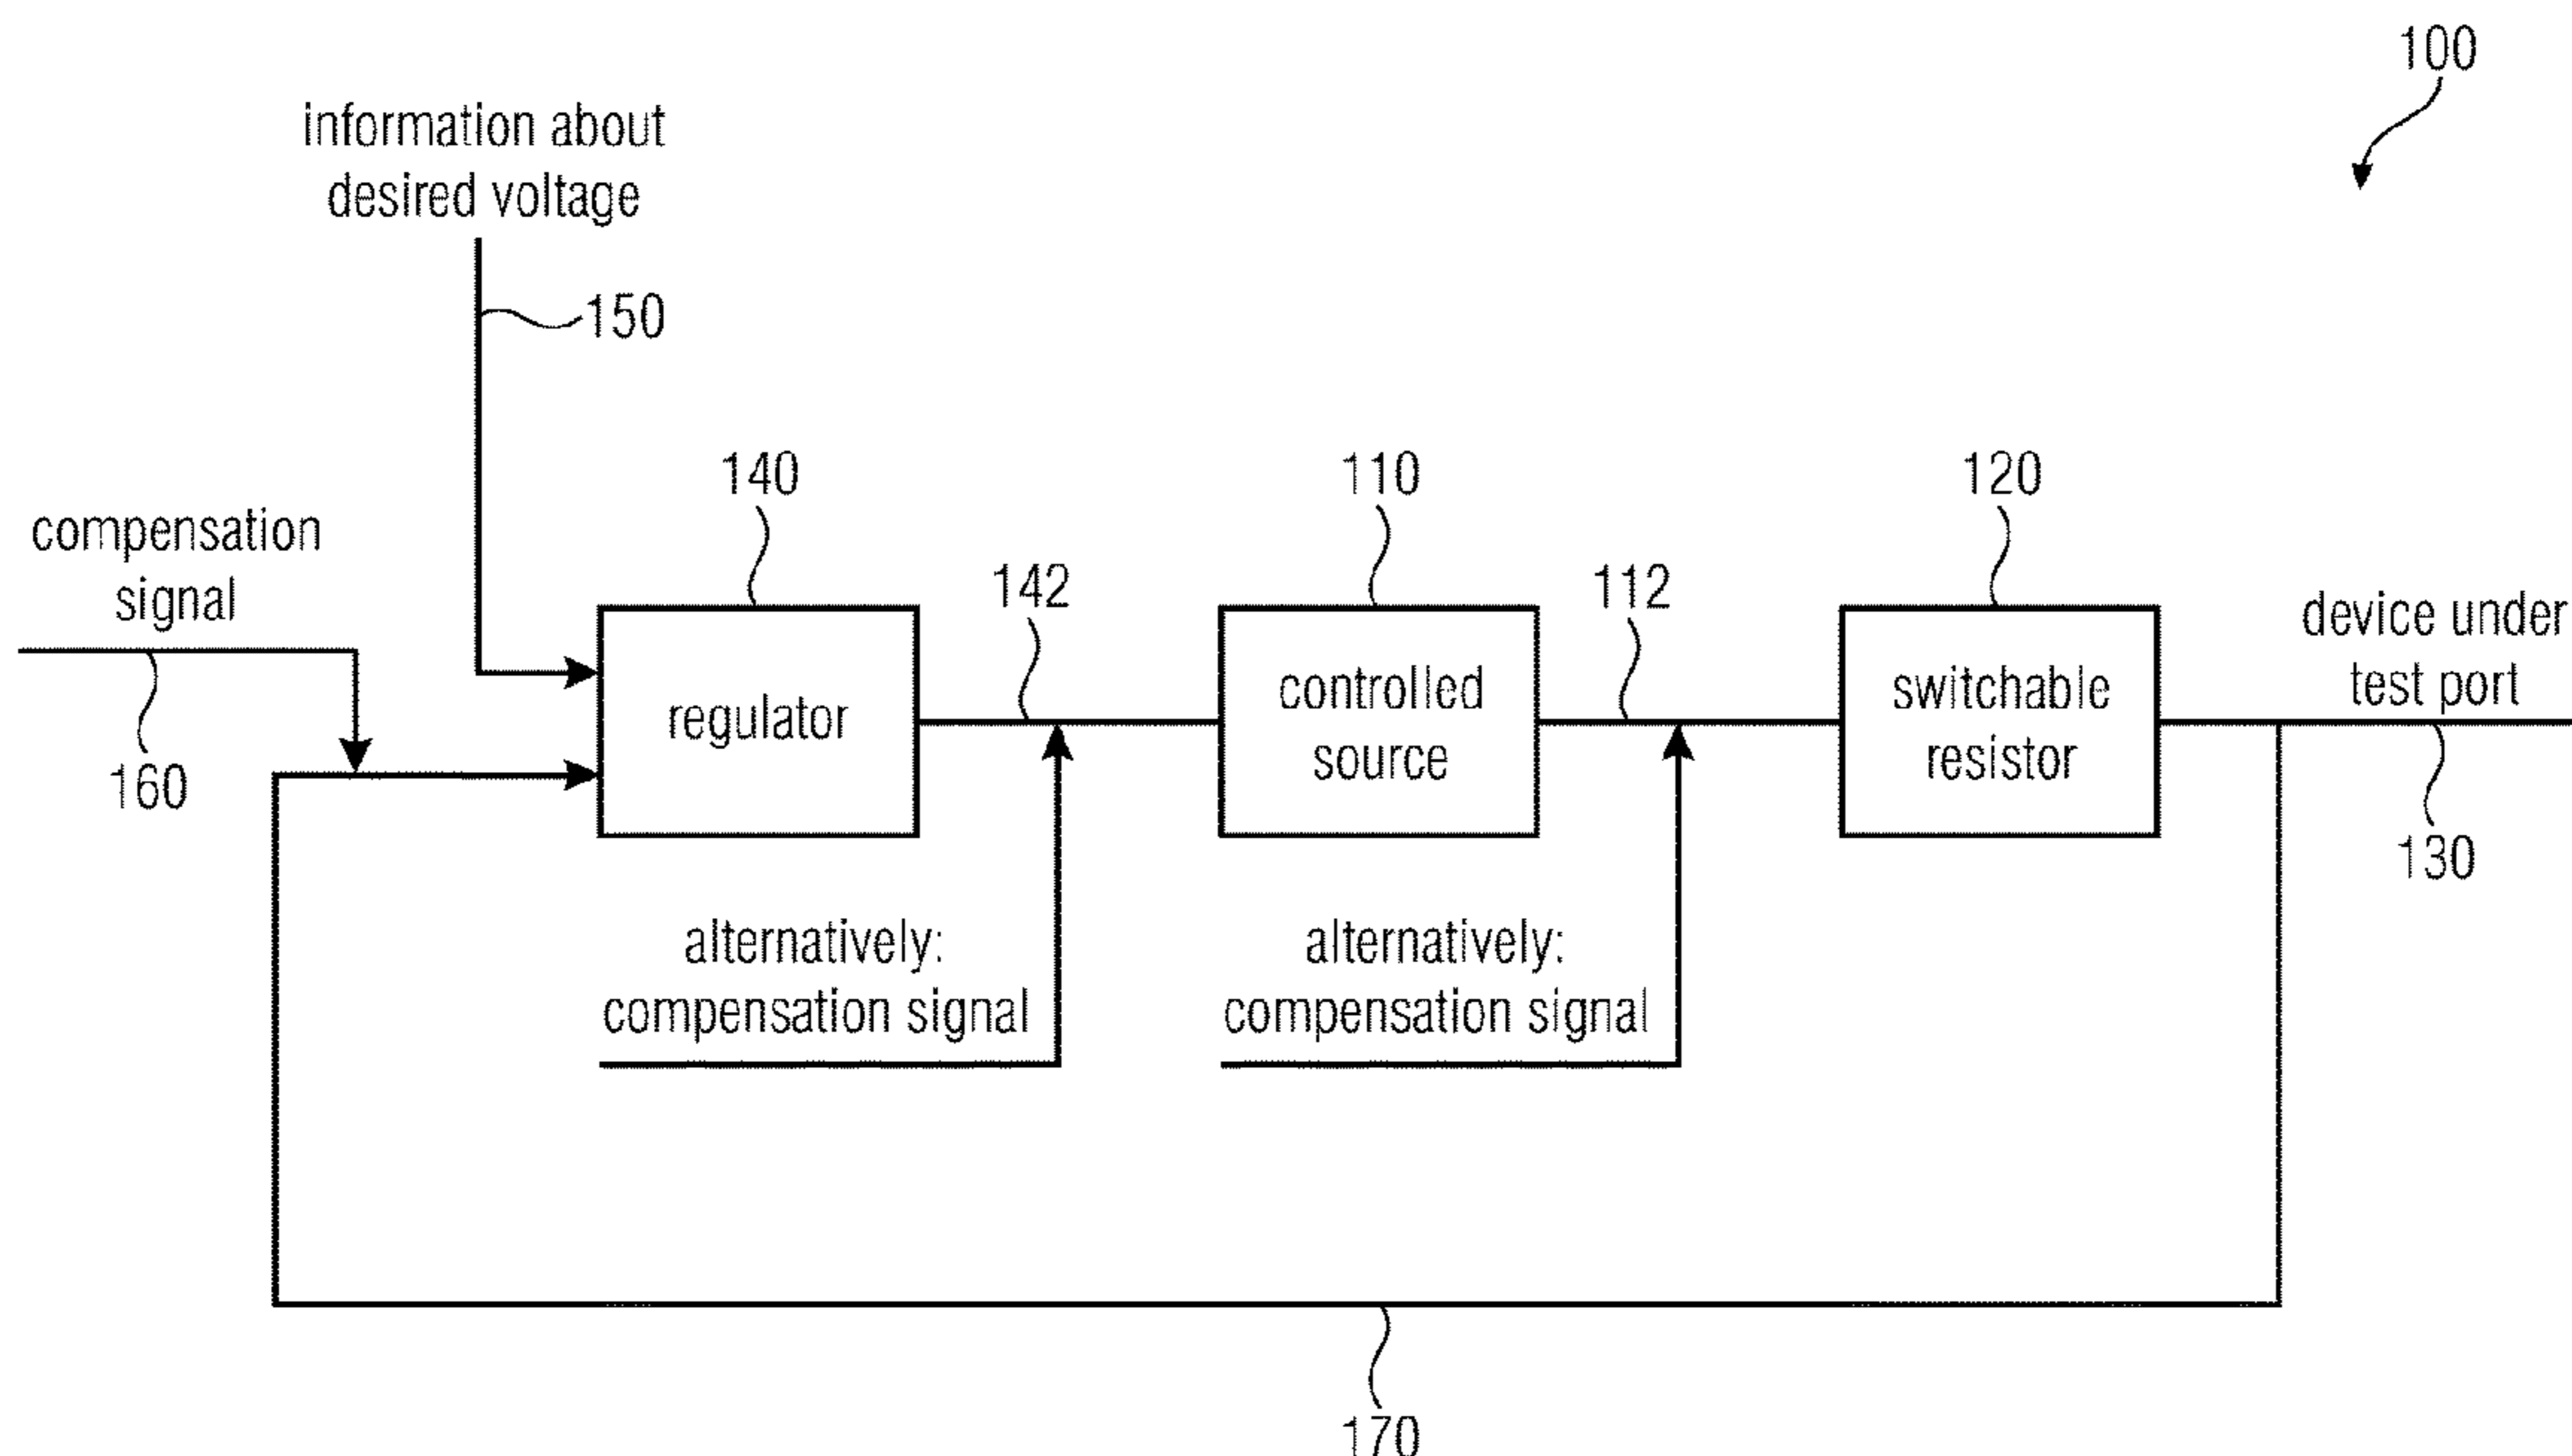 100
information about
desired voltage
150
140
110
120
compensation
signal
142
112
device under
test port
regulator
controlled
source
switchable
resistor
160
130
alternatively:
compensation signal
alternatively:
compensation signal
170